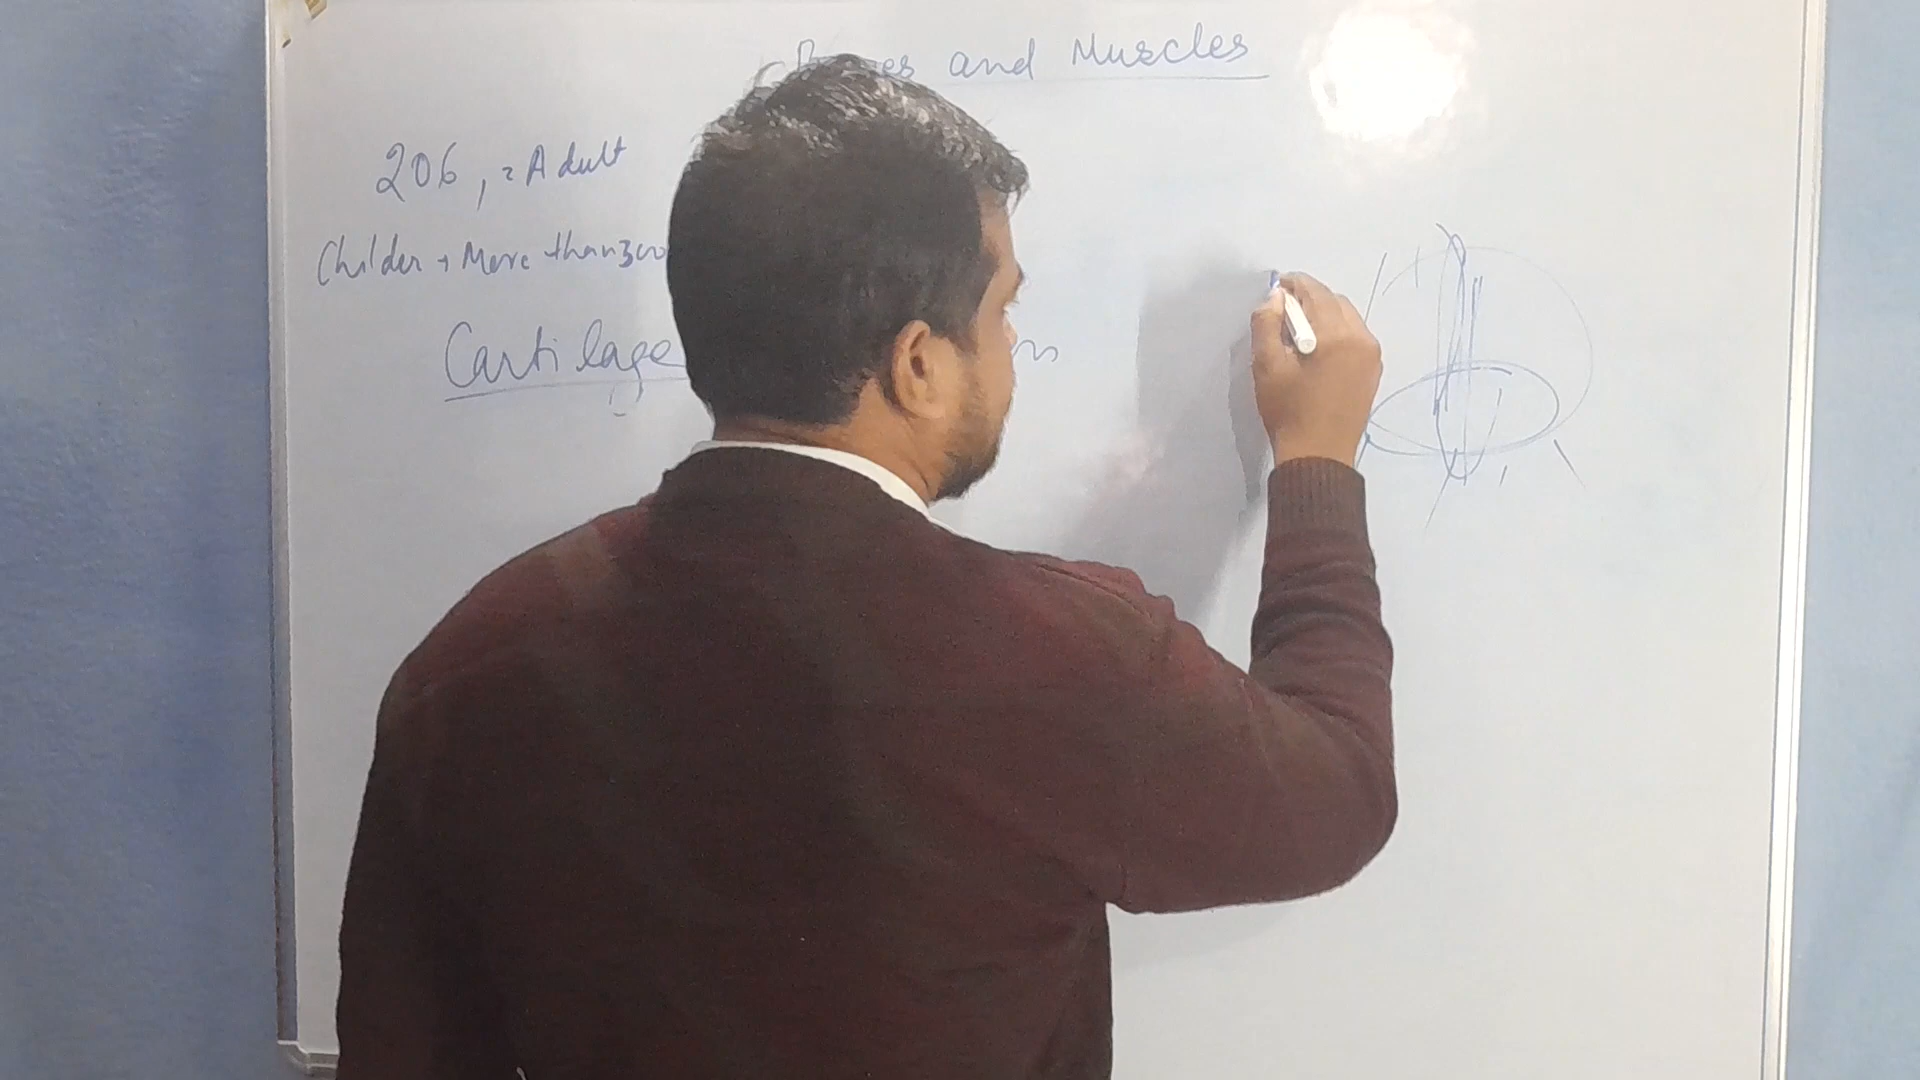 and Muscles
206, = Adult
Childer + More than 300
Cartilage